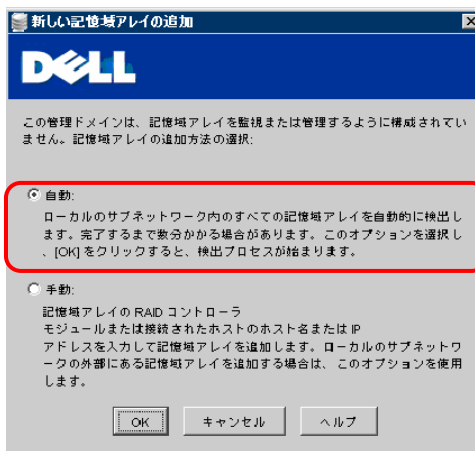 新しい記憶域アレイの追加
DELL
この管理ドメインは、記憶域アレイを監視または管理するように構成されてい
ません。記憶域アレイの追加方法の選択:
自動:
ローカルのサブネットワーク内のすべての記憶域アレイを自動的に検出し
ます。完了するまで数分かかる場合があります。このオプションを選択し
、[OK] をクリックすると、検出プロセスが始まります。
手動:
記憶域アレイの RAID コントローラ
モジュールまたは接続されたホストのホスト名または IP
アドレスを入力して記憶域アレイを追加します。ローカルのサブネットワ
ークの外部にある記憶域アレイを追加する場合は、このオプションを使用
します。
OK キャンセル ヘルプ